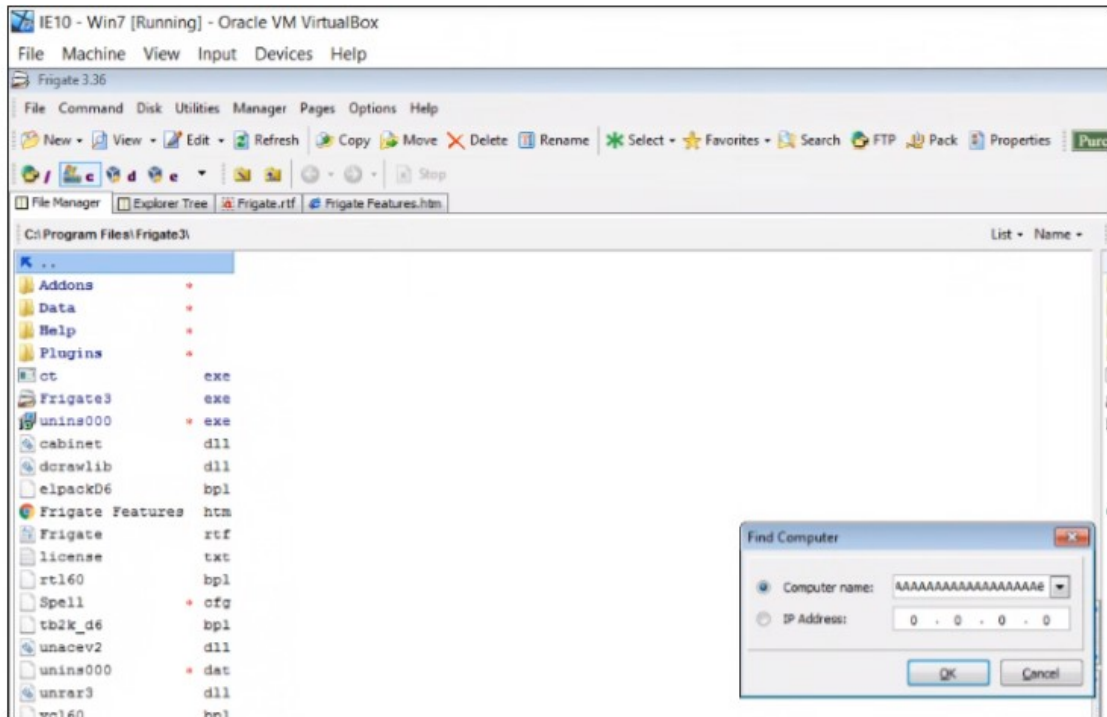 IE10 - Win7 [Running] - Oracle VM VirtualBox
File Machine View Input Devices Help
Frigate 3.36
File Command Disk Utilities Manager Pages Options Help
New View Edit Refresh Copy Move Delete Rename Select Favorites Search FTP Pack Properties
/ c d e Stop
File Manager Explorer Tree Frigate.rtf Frigate Features.htm
C:\Program Files\Frigate3\ List Name
..
Addons *
Data *
Help *
Plugins *
ct exe
Frigate3 exe
unins000 * exe
cabinet dll
dcrawlib dll
elpackD6 bpl
Frigate Features htm
Frigate rtf
license txt
rtl60 bpl
Spell * cfg
tb2k_d6 bpl
unacev2 dll
unins000 * dat
unrar3 dll
vcl60 bpl
Find Computer
Computer name: AAAAAAAAAAAAAAAAAAAe
IP Address: 0 . 0 . 0 . 0
OK Cancel